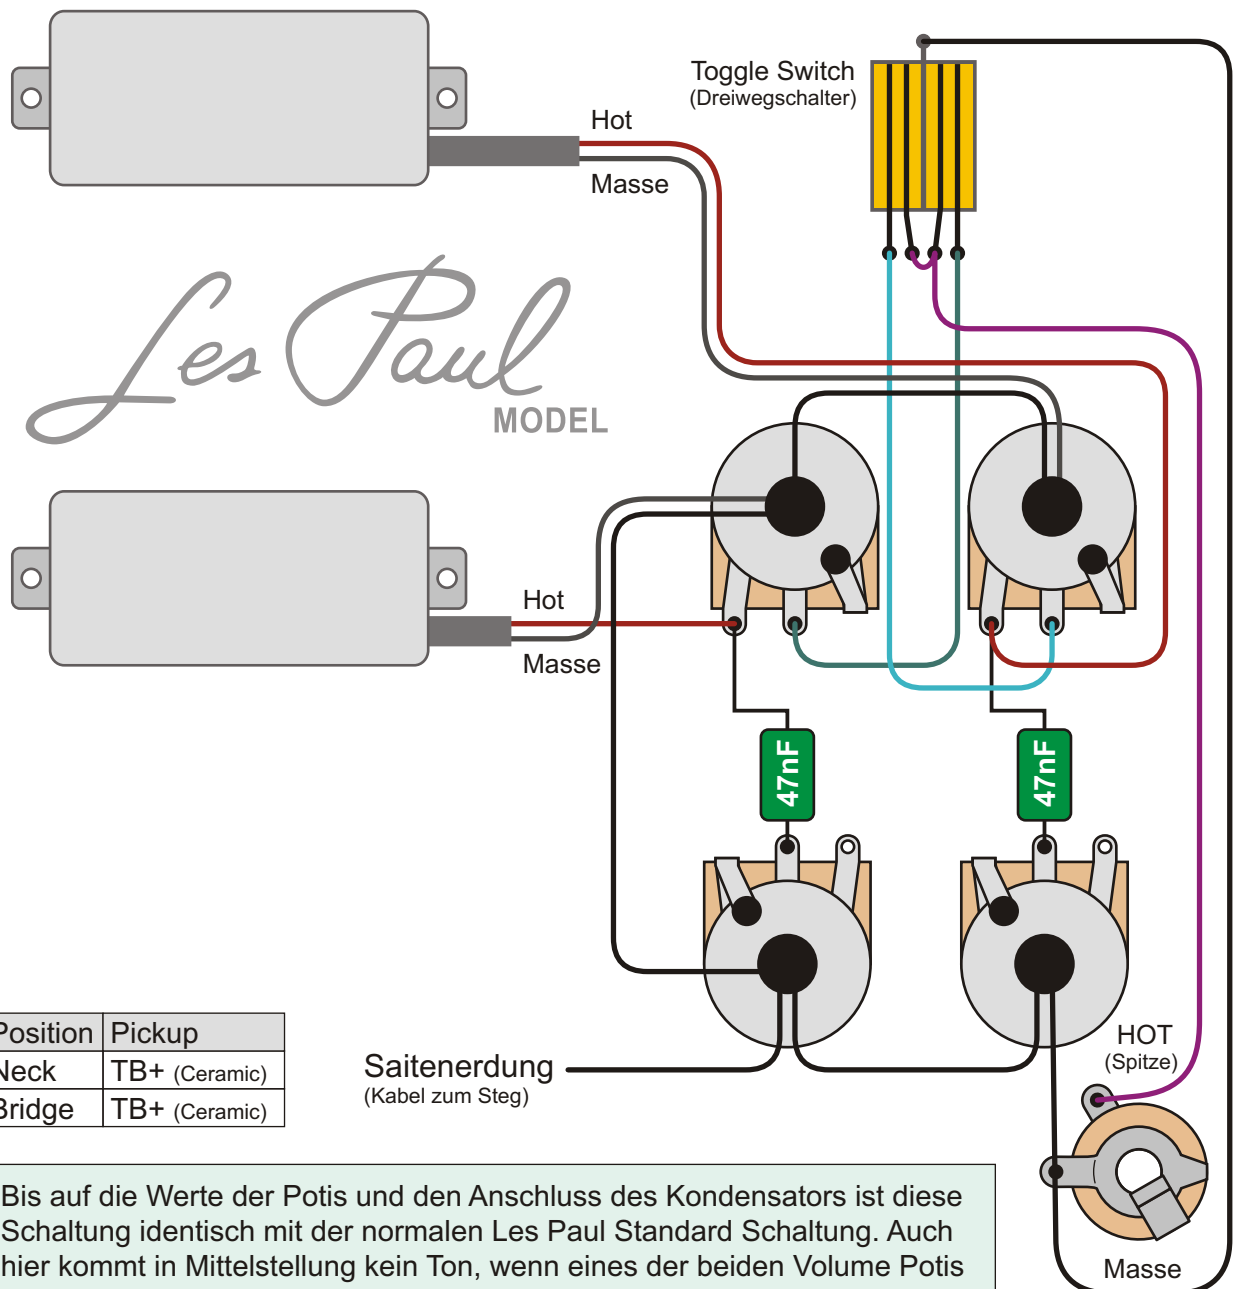 Toggle Switch
(Dreiwegschalter)
Hot
Masse
Les Paul
MODEL
Hot
Masse
47nF
47nF
Position Pickup
Neck TB+ (Ceramic)
Bridge TB+ (Ceramic)
Saitenerdung
(Kabel zum Steg)
HOT
(Spitze)
Masse
Bis auf die Werte der Potis und den Anschluss des Kondensators ist diese
Schaltung identisch mit der normalen Les Paul Standard Schaltung. Auch
hier kommt in Mittelstellung kein Ton, wenn eines der beiden Volume Potis